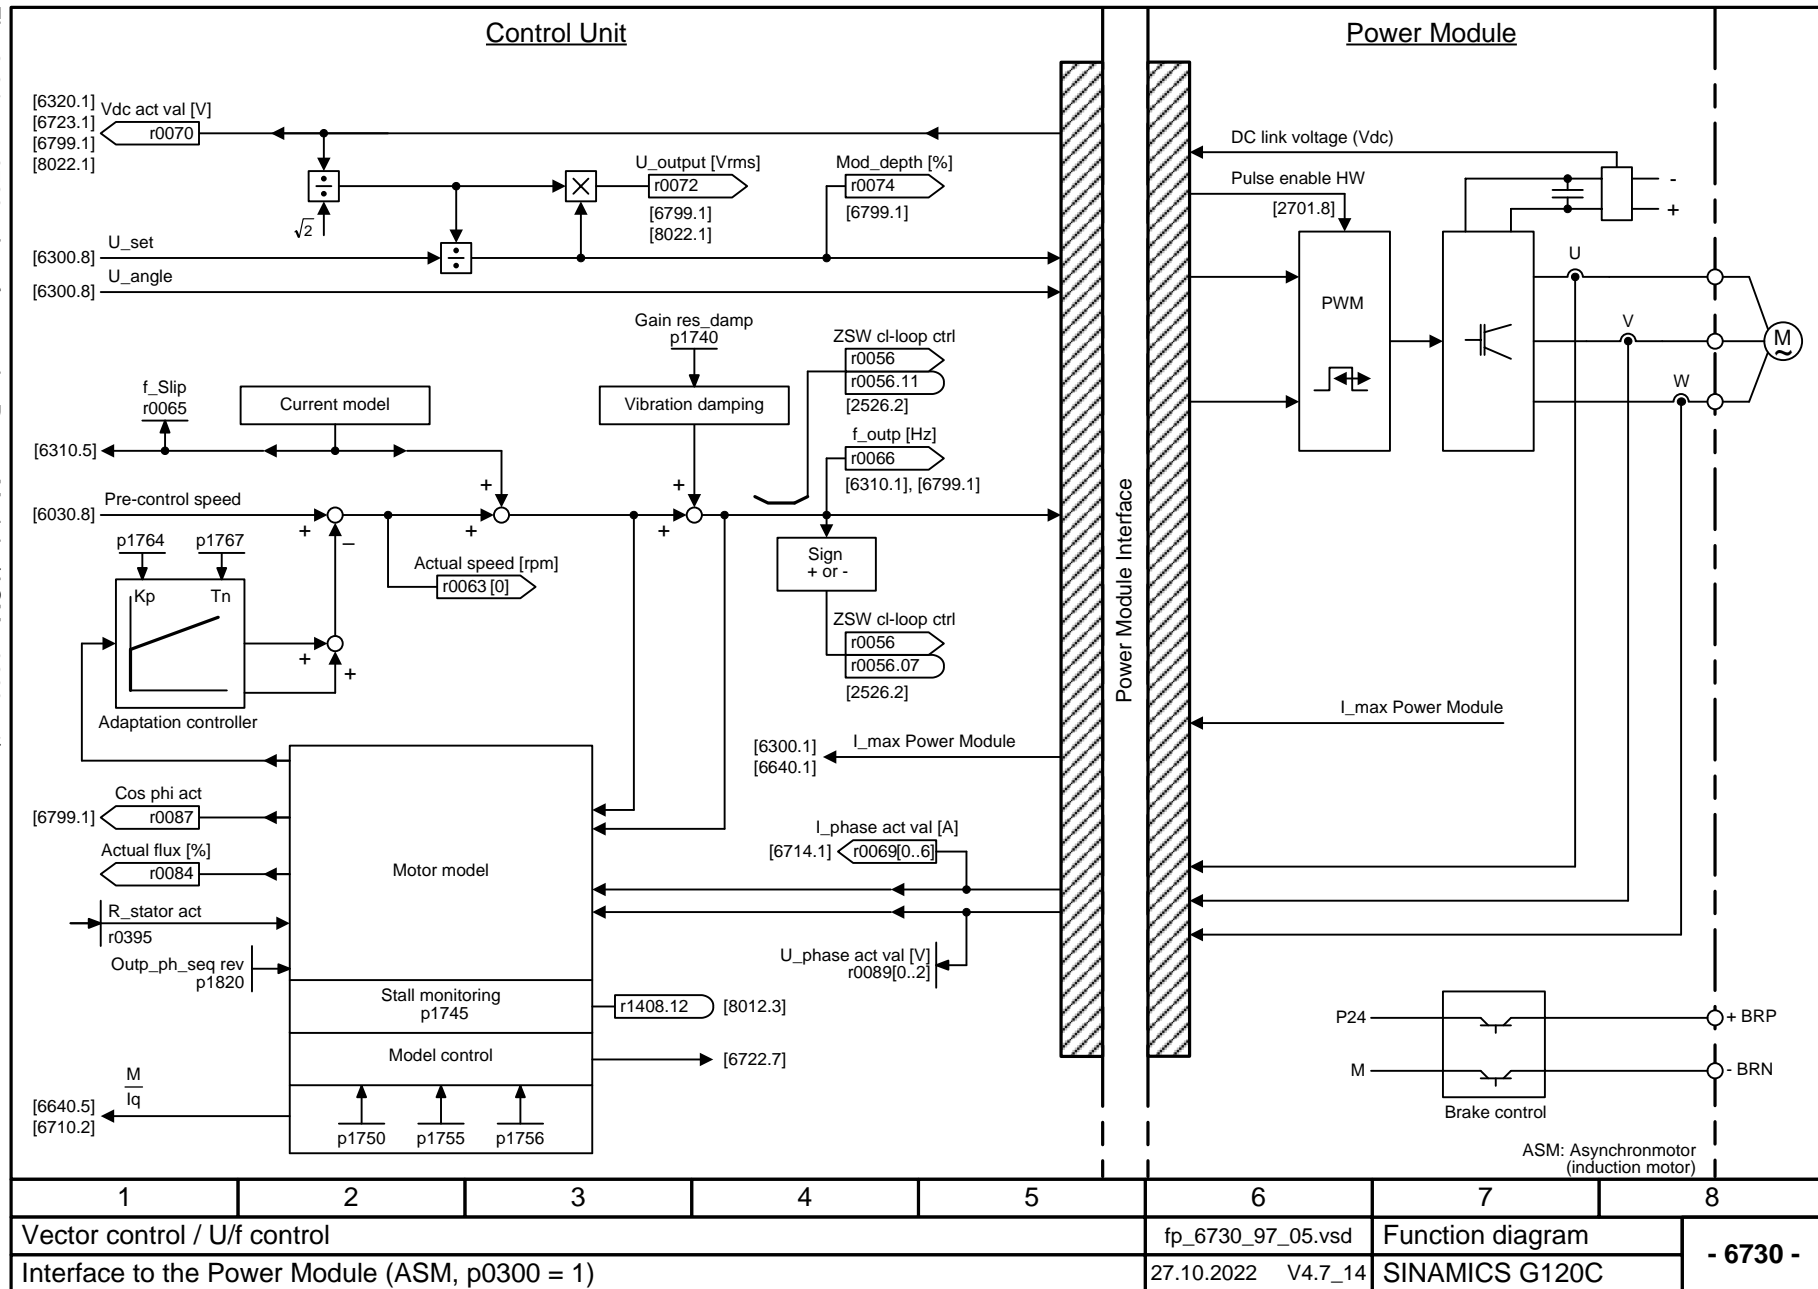 Control Unit
Power Module
[6320.1]
[6723.1]
[6799.1]
[8022.1]
Vdc act val [V]
r0070
÷
√2
×
U_output [Vrms]
r0072
[6799.1]
[8022.1]
Mod_depth [%]
r0074
[6799.1]
U_set
[6300.8]
÷
U_angle
[6300.8]
DC link voltage (Vdc)
Pulse enable HW
[2701.8]
PWM
-
+
U
V
W
M
~
Gain res_damp
p1740
Vibration damping
ZSW cl-loop ctrl
r0056
r0056.11
[2526.2]
f_Slip
r0065
Current model
[6310.5]
f_outp [Hz]
r0066
[6310.1], [6799.1]
Pre-control speed
[6030.8]
+
–
+
+
+
+
p1764
p1767
Kp
Tn
Adaptation controller
+
+
Actual speed [rpm]
r0063 [0]
Sign
+ or -
ZSW cl-loop ctrl
r0056
r0056.07
[2526.2]
Power Module Interface
I_max Power Module
[6300.1]
[6640.1]
I_max Power Module
Cos phi act
[6799.1]
r0087
Actual flux [%]
r0084
R_stator act
r0395
Outp_ph_seq rev
p1820
Motor model
I_phase act val [A]
[6714.1]
r0069[0..6]
U_phase act val [V]
r0089[0..2]
Stall monitoring
p1745
r1408.12
[8012.3]
Model control
[6722.7]
M
Iq
[6640.5]
[6710.2]
p1750
p1755
p1756
P24
M
+ BRP
- BRN
Brake control
ASM: Asynchronmotor
(induction motor)
1 2 3 4 5 6 7 8
Vector control / U/f control
fp_6730_97_05.vsd
Function diagram
- 6730 -
Interface to the Power Module (ASM, p0300 = 1)
27.10.2022 V4.7_14
SINAMICS G120C